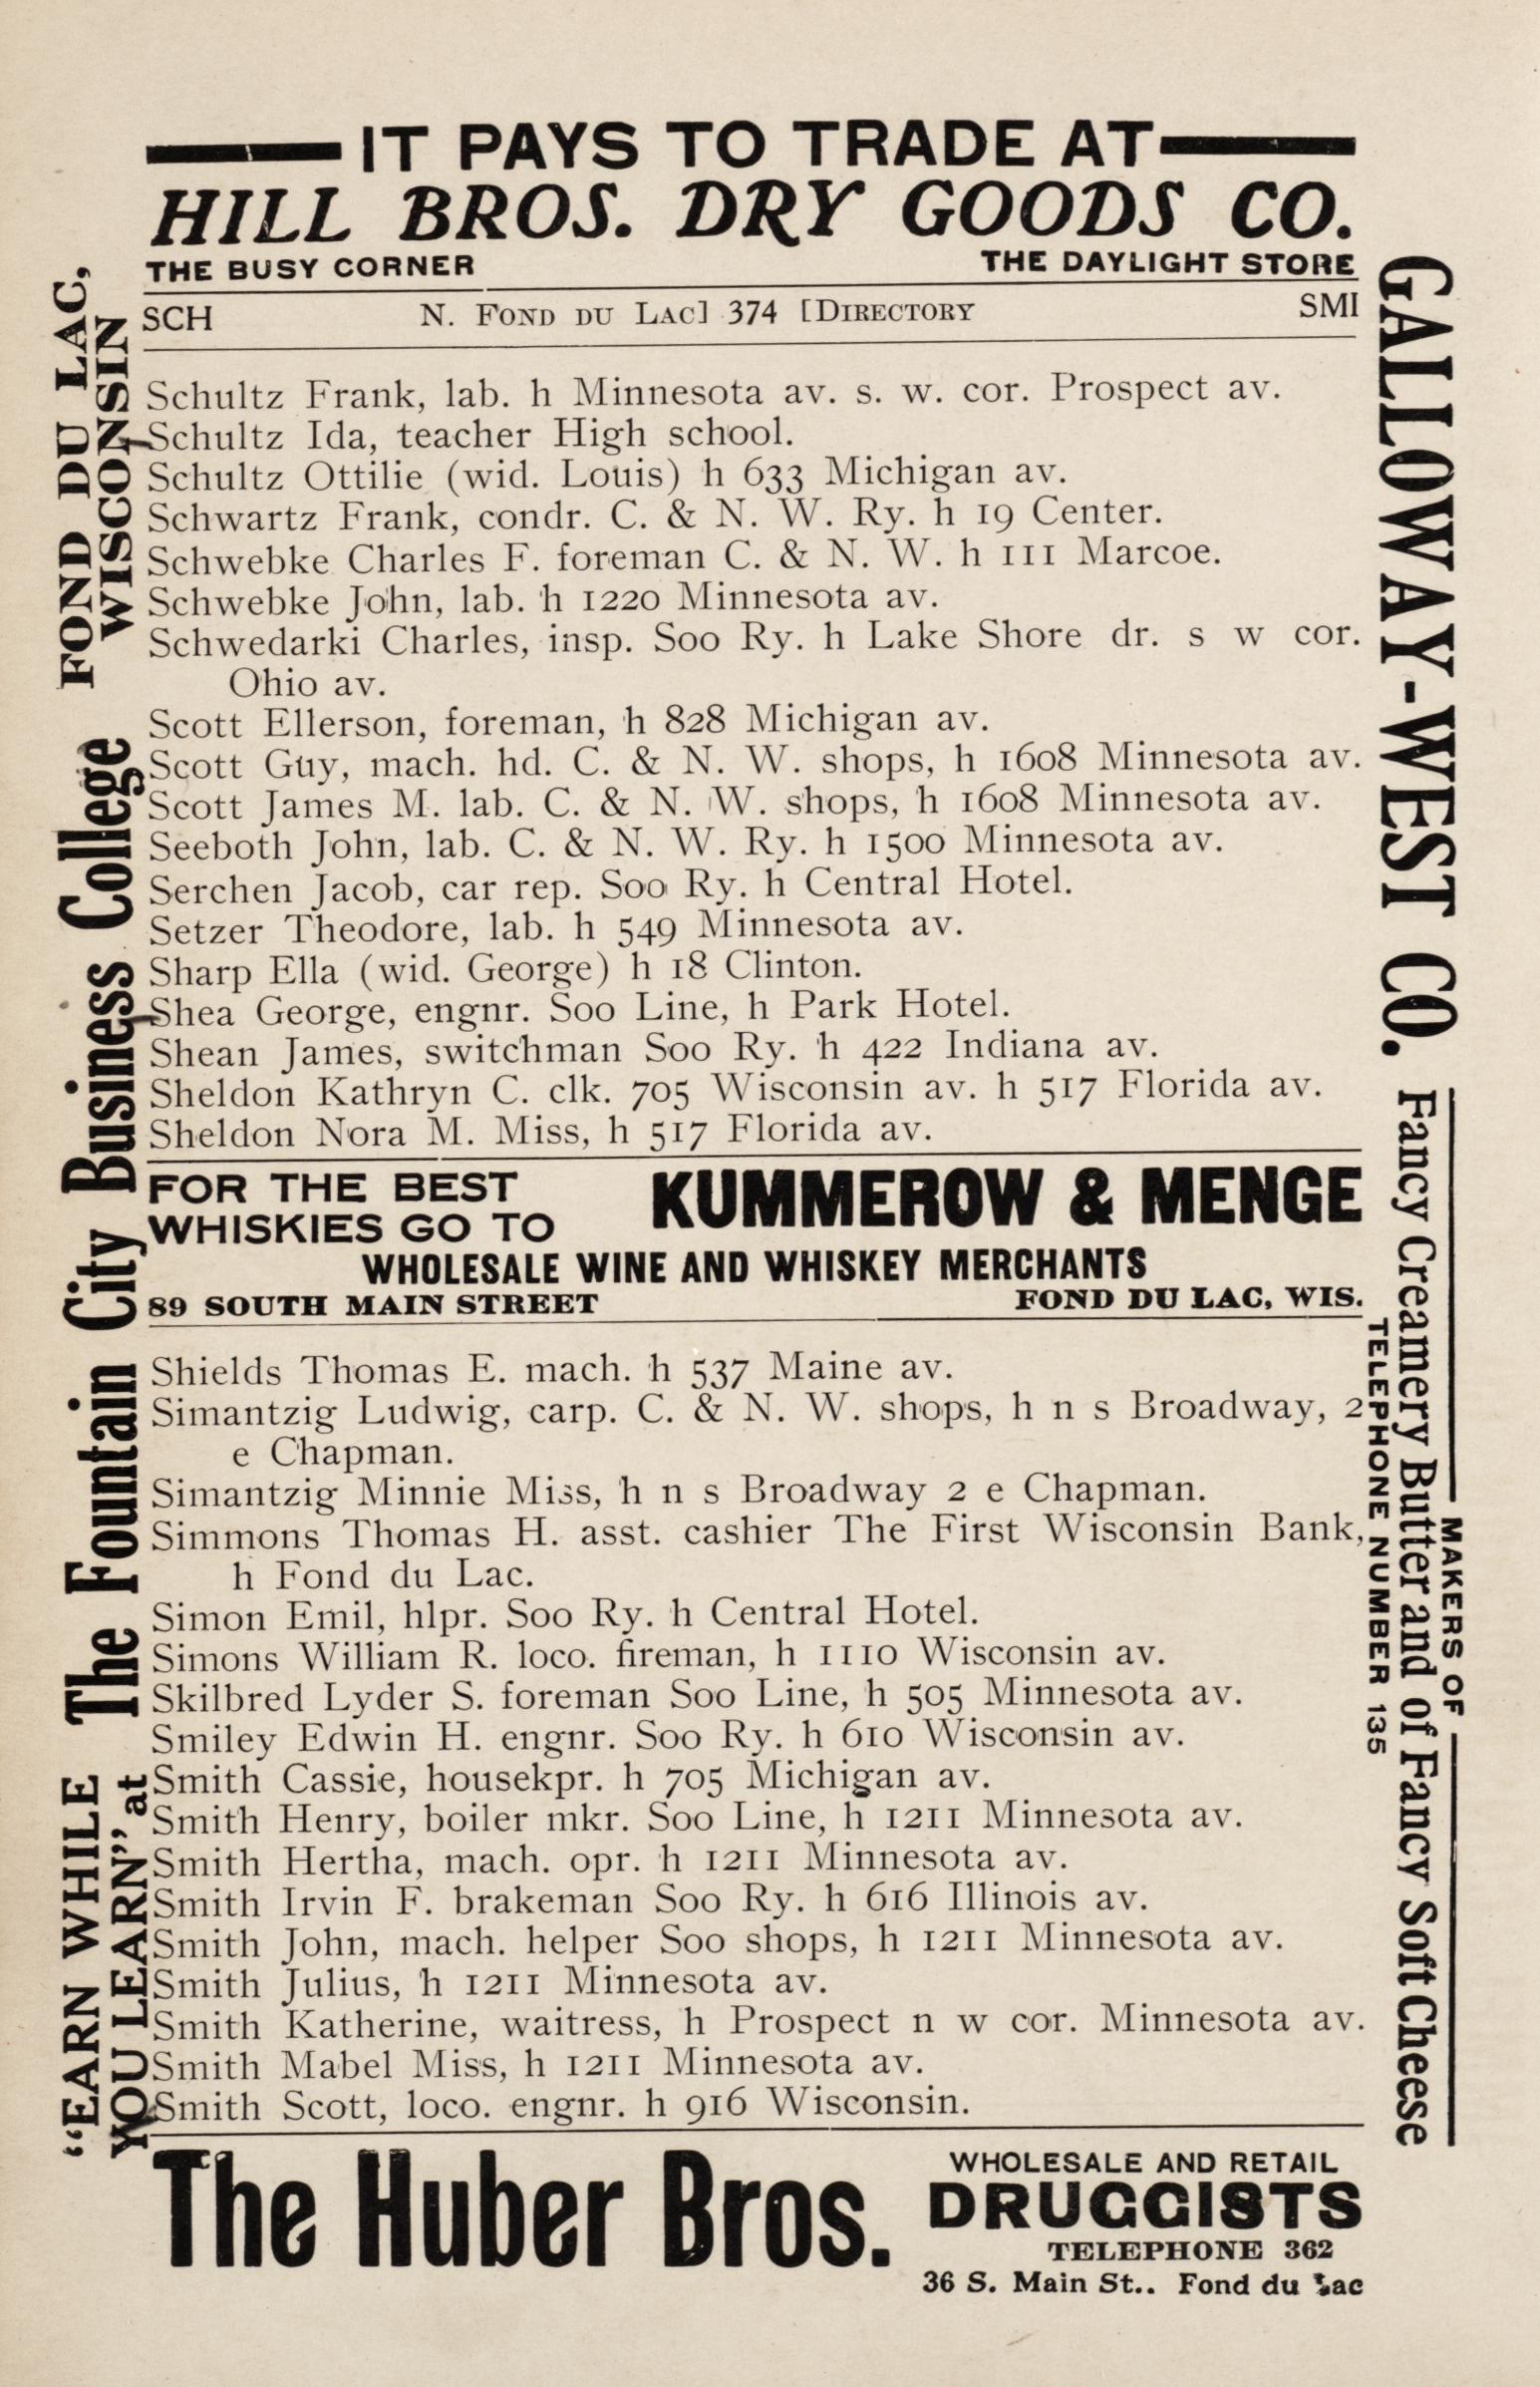 IT PAYS TO TRADE AT
HILL BROS. DRY GOODS CO.
THE BUSY CORNER THE DAYLIGHT STORE
SCH N. FOND DU LAC] 374 [DIRECTORY SMI
Schultz Frank, lab. h Minnesota av. s. w. cor. Prospect av.
Schultz Ida, teacher High school.
Schultz Ottilie (wid. Louis) h 633 Michigan av.
Schwartz Frank, condr. C. & N. W. Ry. h 19 Center.
Schwebke Charles F. foreman C. & N. W. h 111 Marcoe.
Schwebke John, lab. h 1220 Minnesota av.
Schwedarki Charles, insp. Soo Ry. h Lake Shore dr. s w cor.
Ohio av.
Scott Ellerson, foreman, h 828 Michigan av.
Scott Guy, mach. hd. C. & N. W. shops, h 1608 Minnesota av.
Scott James M. lab. C. & N. W. shops, h 1608 Minnesota av.
Seeboth John, lab. C. & N. W. Ry. h 1500 Minnesota av.
Serchen Jacob, car rep. Soo Ry. h Central Hotel.
Setzer Theodore, lab. h 549 Minnesota av.
Sharp Ella (wid. George) h 18 Clinton.
Shea George, engnr. Soo Line, h Park Hotel.
Shean James, switchman Soo Ry. h 422 Indiana av.
Sheldon Kathryn C. clk. 705 Wisconsin av. h 517 Florida av.
Sheldon Nora M. Miss, h 517 Florida av.
FOR THE BEST
WHISKIES GO TO
KUMMEROW & MENGE
WHOLESALE WINE AND WHISKEY MERCHANTS
89 SOUTH MAIN STREET FOND DU LAC, WIS.
Shields Thomas E. mach. h 537 Maine av.
Simantzig Ludwig, carp. C. & N. W. shops, h n s Broadway, 2
e Chapman.
Simantzig Minnie Miss, h n s Broadway 2 e Chapman.
Simmons Thomas H. asst. cashier The First Wisconsin Bank,
h Fond du Lac.
Simon Emil, hlpr. Soo Ry. h Central Hotel.
Simons William R. loco. fireman, h 1110 Wisconsin av.
Skilbred Lyder S. foreman Soo Line, h 505 Minnesota av.
Smiley Edwin H. engnr. Soo Ry. h 610 Wisconsin av.
Smith Cassie, housekpr. h 705 Michigan av.
Smith Henry, boiler mkr. Soo Line, h 1211 Minnesota av.
Smith Hertha, mach. opr. h 1211 Minnesota av.
Smith Irvin F. brakeman Soo Ry. h 616 Illinois av.
Smith John, mach. helper Soo shops, h 1211 Minnesota av.
Smith Julius, h 1211 Minnesota av.
Smith Katherine, waitress, h Prospect n w cor. Minnesota av.
Smith Mabel Miss, h 1211 Minnesota av.
Smith Scott, loco. engnr. h 916 Wisconsin.
The Huber Bros.
WHOLESALE AND RETAIL
DRUGGISTS
TELEPHONE 362
36 S. Main St.. Fond du Lac
"EARN WHILE
YOU LEARN" at
The Fountain City Business College
FOND DU LAC,
WISCONSIN
GALLOWAY-WEST CO.
MAKERS OF
Fancy Creamery Butter and of Fancy Soft Cheese
TELEPHONE NUMBER 135